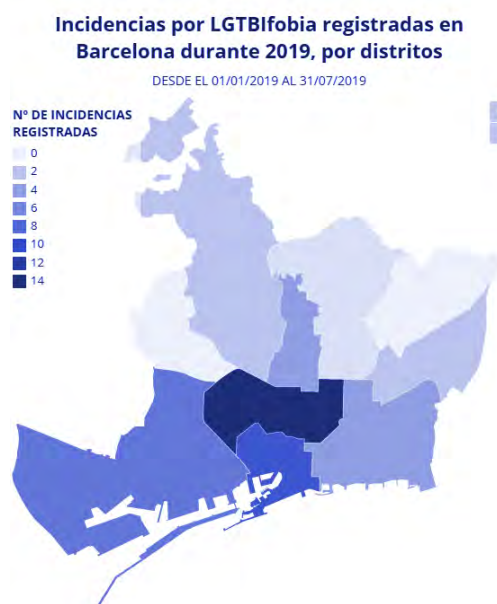 Incidencias por LGTBIfobia registradas en
Barcelona durante 2019, por distritos
DESDE EL 01/01/2019 AL 31/07/2019
Nº DE INCIDENCIAS
REGISTRADAS
0
2
4
6
8
10
12
14